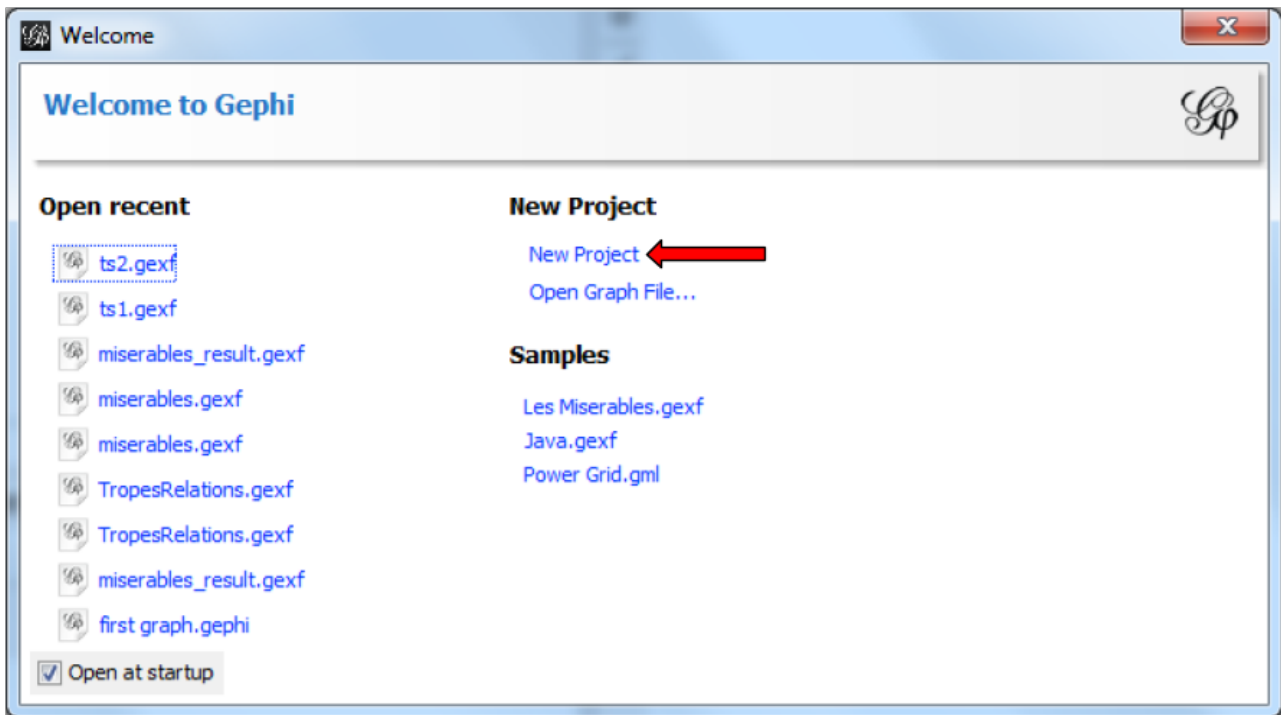 Welcome
Welcome to Gephi
Open recent
ts2.gexf
ts1.gexf
miserables_result.gexf
miserables.gexf
miserables.gexf
TropesRelations.gexf
TropesRelations.gexf
miserables_result.gexf
first graph.gephi
Open at startup
New Project
New Project
Open Graph File...
Samples
Les Miserables.gexf
Java.gexf
Power Grid.gml